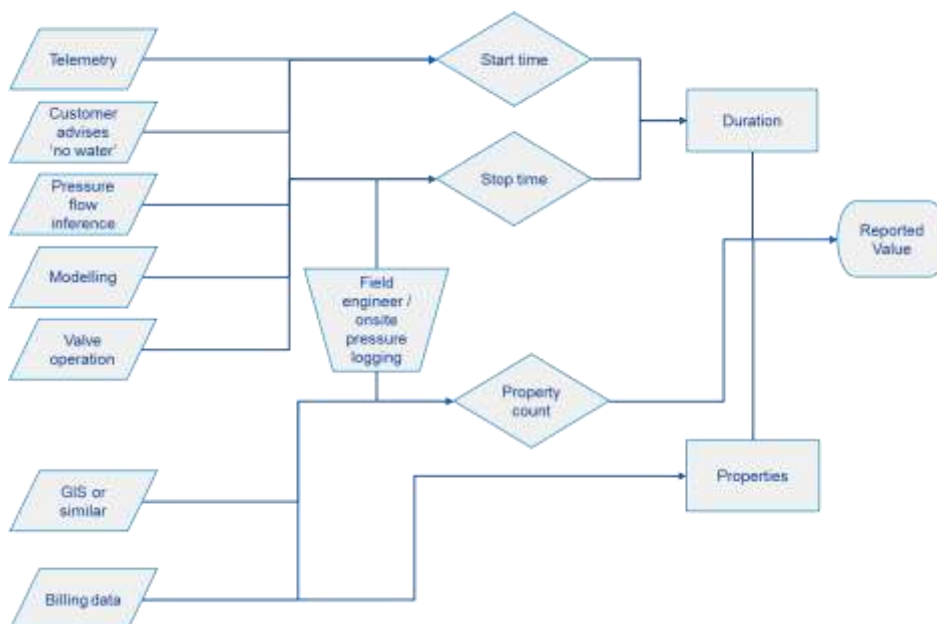 Telemetry
Start time
Customer
advises
'no water'
Duration
Pressure
flow
inference
Stop time
Reported
Value
Modelling
Field
engineer /
onsite
pressure
logging
Valve
operation
Property
count
GIS or
similar
Properties
Billing data